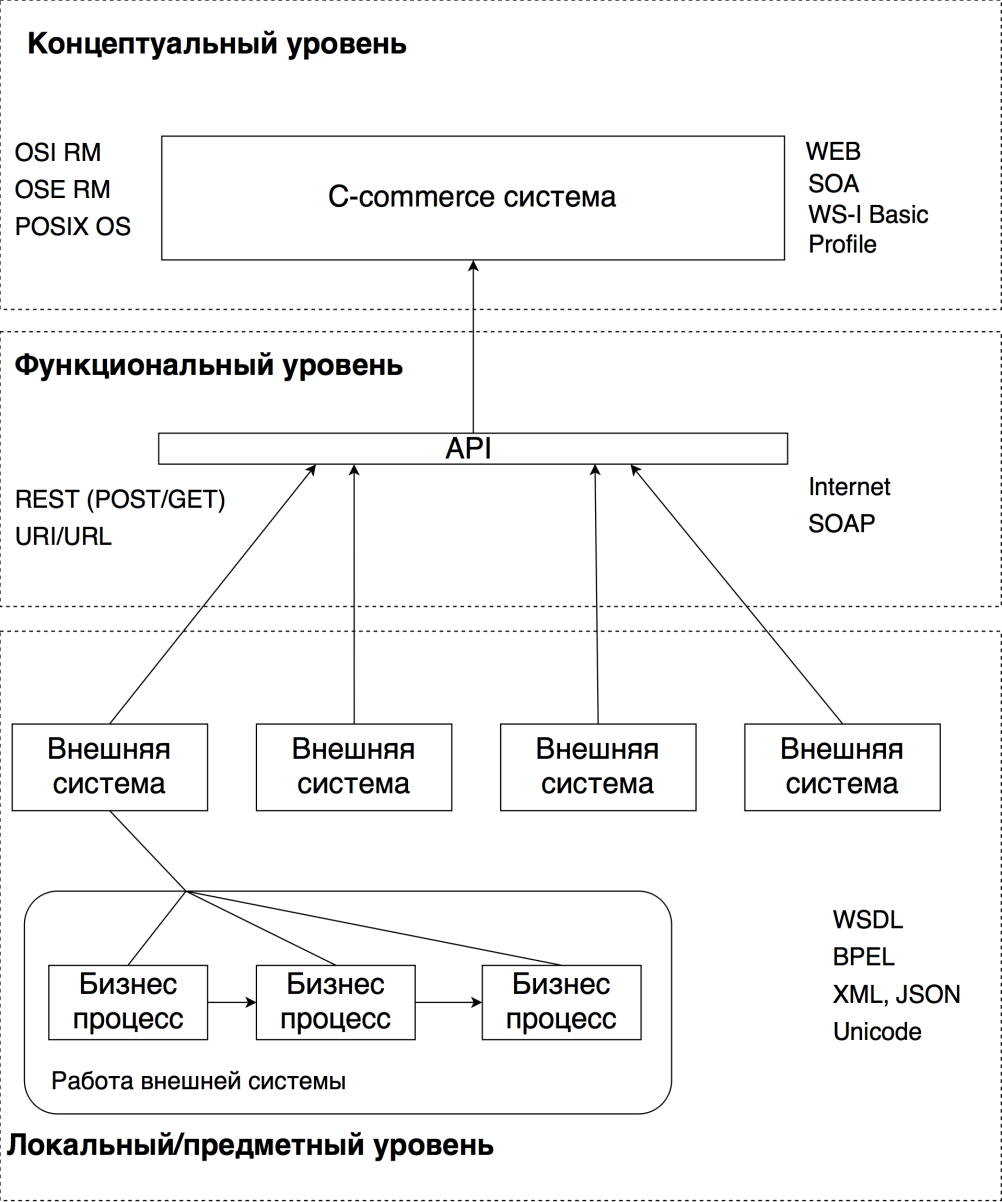 Концептуальный уровень
OSI RM
OSE RM
POSIX OS
C-commerce система
WEB
SOA
WS-I Basic
Profile
Функциональный уровень
API
REST (POST/GET)
URI/URL
Internet
SOAP
Внешняя
система
Внешняя
система
Внешняя
система
Внешняя
система
Бизнес
процесс
Бизнес
процесс
Бизнес
процесс
Работа внешней системы
WSDL
BPEL
XML, JSON
Unicode
Локальный/предметный уровень